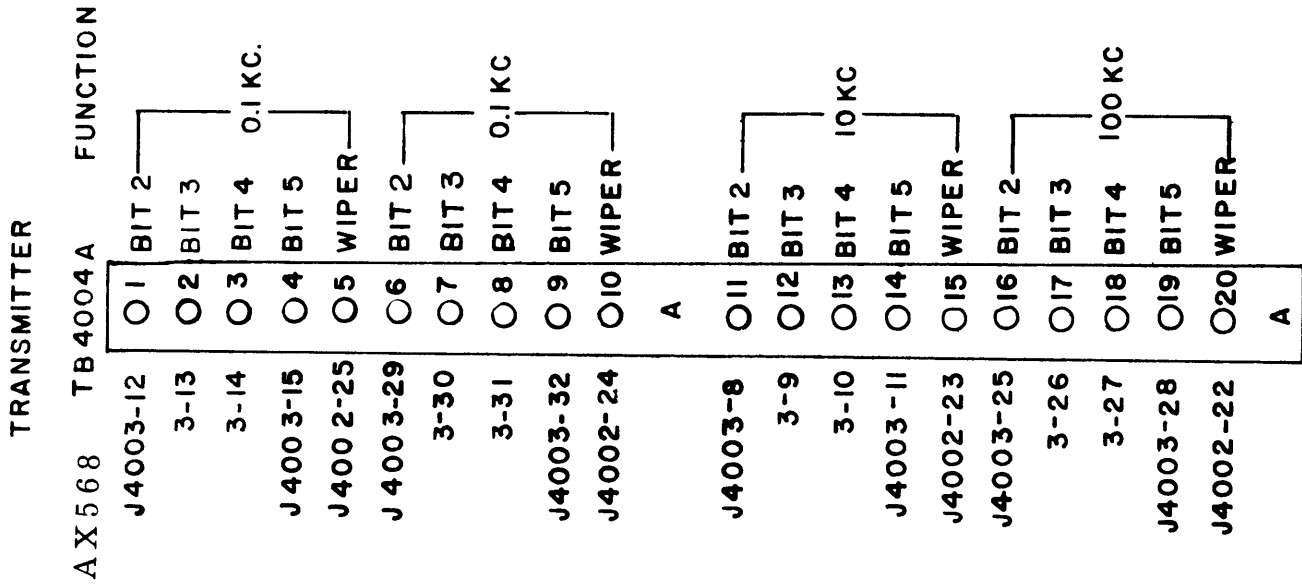 TRANSMITTER
AX568 TB4004A FUNCTION
J4003-12 1 BIT 2
3-13 2 BIT 3
3-14 3 BIT 4
J4003-15 4 BIT 5
J4002-25 5 WIPER
0.1 KC.
J4003-29 6 BIT 2
3-30 7 BIT 3
3-31 8 BIT 4
J4003-32 9 BIT 5
J4002-24 10 WIPER
0.1 KC
A
J4003-8 11 BIT 2
3-9 12 BIT 3
3-10 13 BIT 4
J4003-11 14 BIT 5
J4002-23 15 WIPER
10 KC
J4003-25 16 BIT 2
3-26 17 BIT 3
3-27 18 BIT 4
J4003-28 19 BIT 5
J4002-22 20 WIPER
100 KC
A